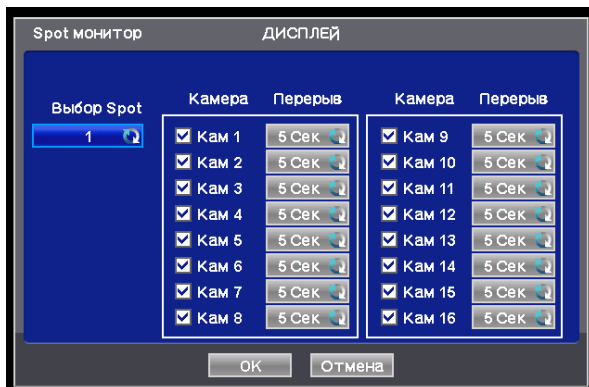 Spot монитор ДИСПЛЕЙ
Камера Перерыв Камера Перерыв
Выбор Spot
1 Кам 1 5 Сек Кам 9 5 Сек
Кам 2 5 Сек Кам 10 5 Сек
Кам 3 5 Сек Кам 11 5 Сек
Кам 4 5 Сек Кам 12 5 Сек
Кам 5 5 Сек Кам 13 5 Сек
Кам 6 5 Сек Кам 14 5 Сек
Кам 7 5 Сек Кам 15 5 Сек
Кам 8 5 Сек Кам 16 5 Сек
OK Отмена